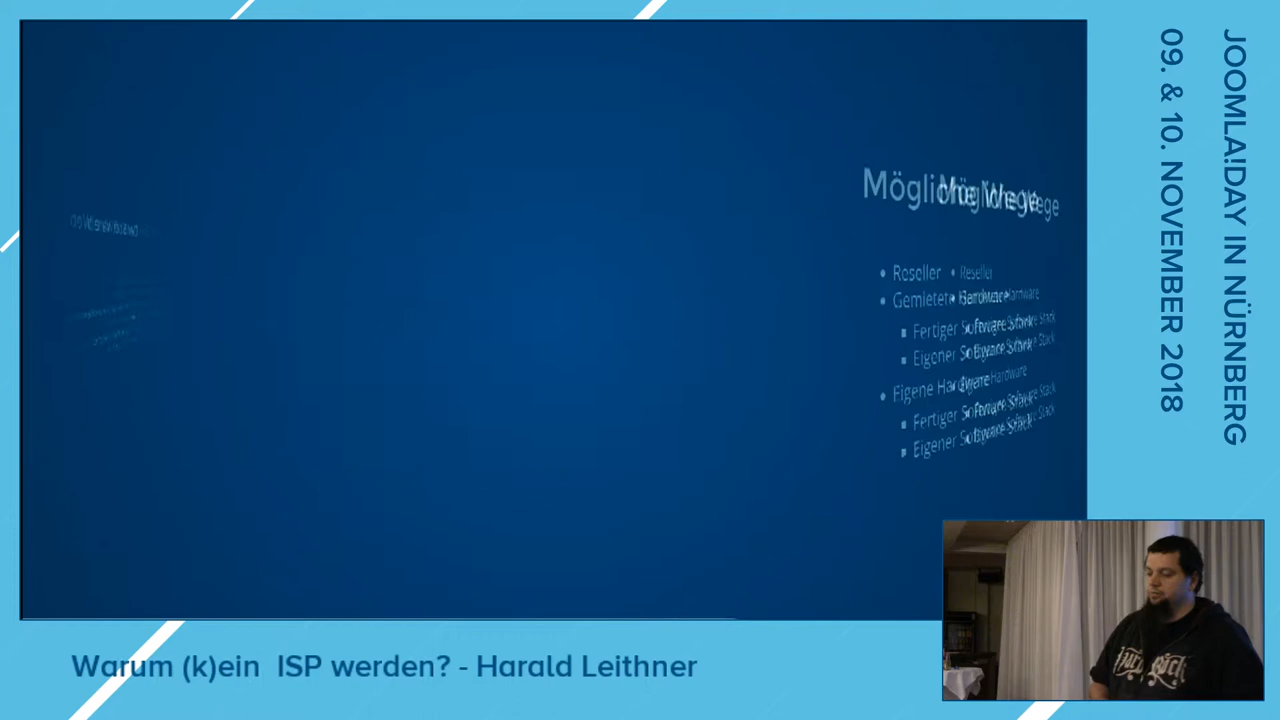 Mögliche Wege
Reseller
Gemietete Hardware
Fertiger Software Stack
Eigener Software Stack
Eigene Hardware
Fertiger Software Stack
Eigener Software Stack
JOOMLA!DAY IN NÜRNBERG
09. & 10. NOVEMBER 2018
Warum (k)ein ISP werden? - Harald Leithner